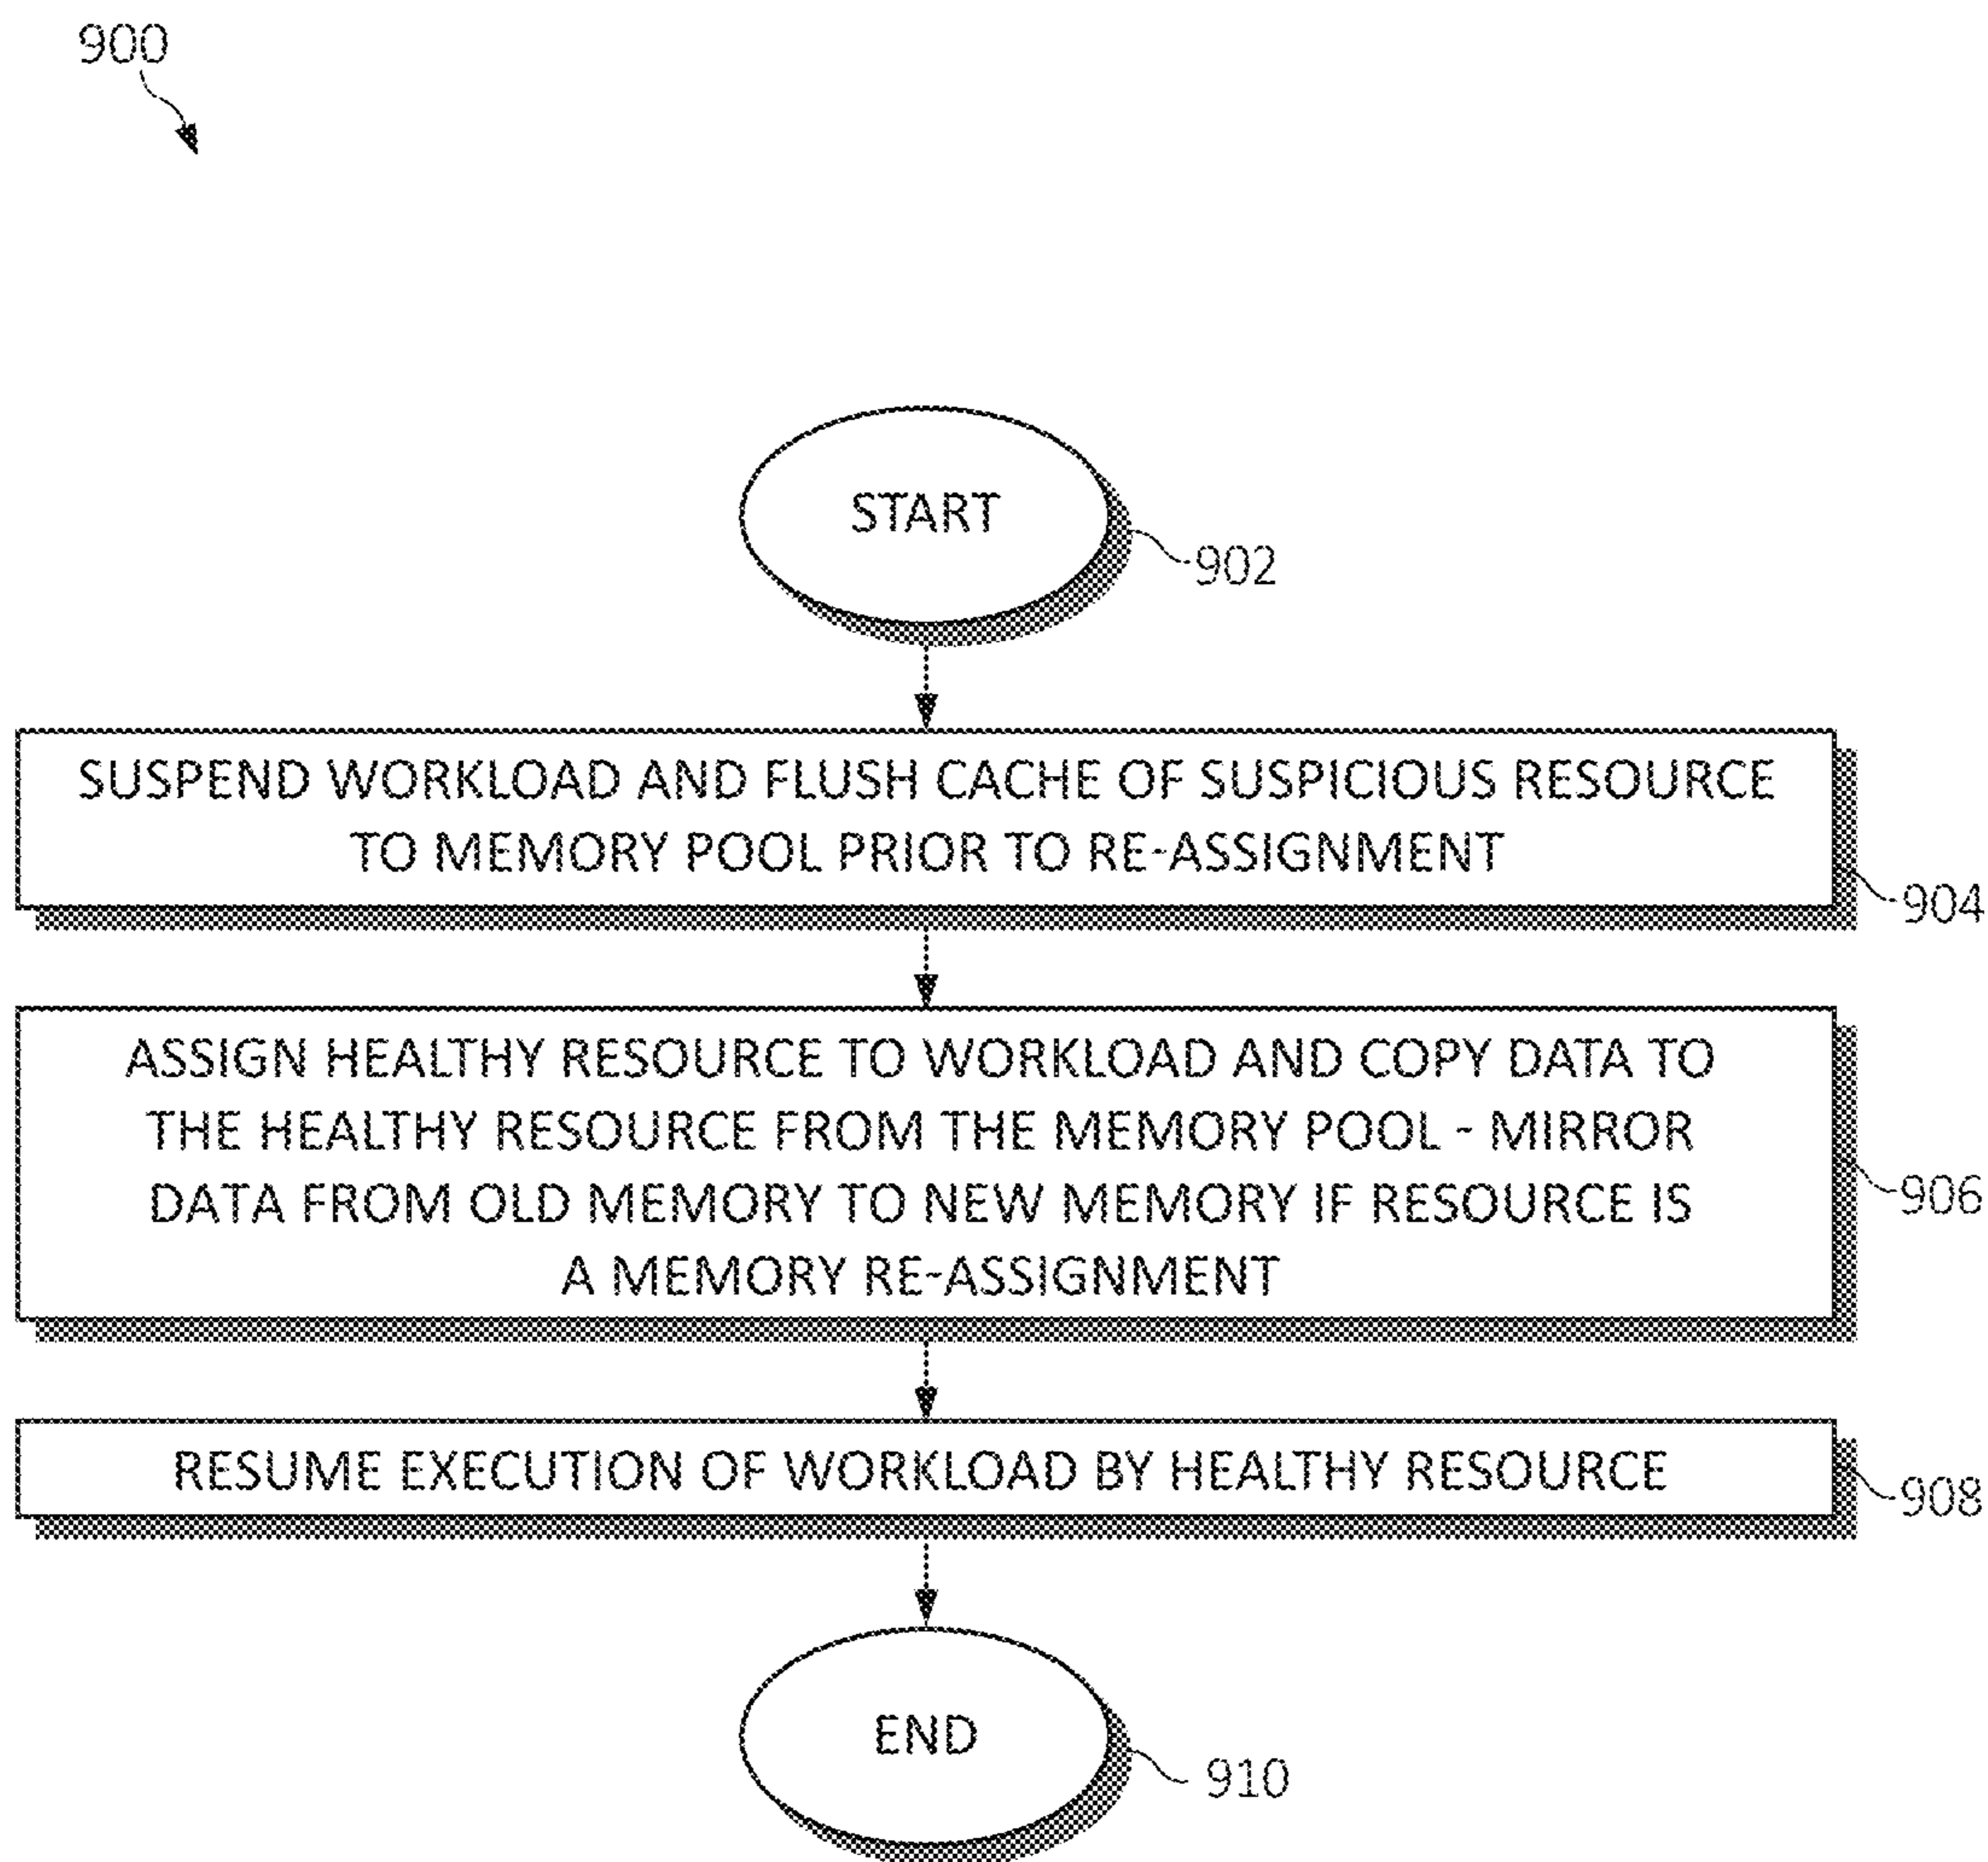 900
START
902
SUSPEND WORKLOAD AND FLUSH CACHE OF SUSPICIOUS RESOURCE
TO MEMORY POOL PRIOR TO RE-ASSIGNMENT
904
ASSIGN HEALTHY RESOURCE TO WORKLOAD AND COPY DATA TO
THE HEALTHY RESOURCE FROM THE MEMORY POOL - MIRROR
DATA FROM OLD MEMORY TO NEW MEMORY IF RESOURCE IS
A MEMORY RE-ASSIGNMENT
906
RESUME EXECUTION OF WORKLOAD BY HEALTHY RESOURCE
908
END
910